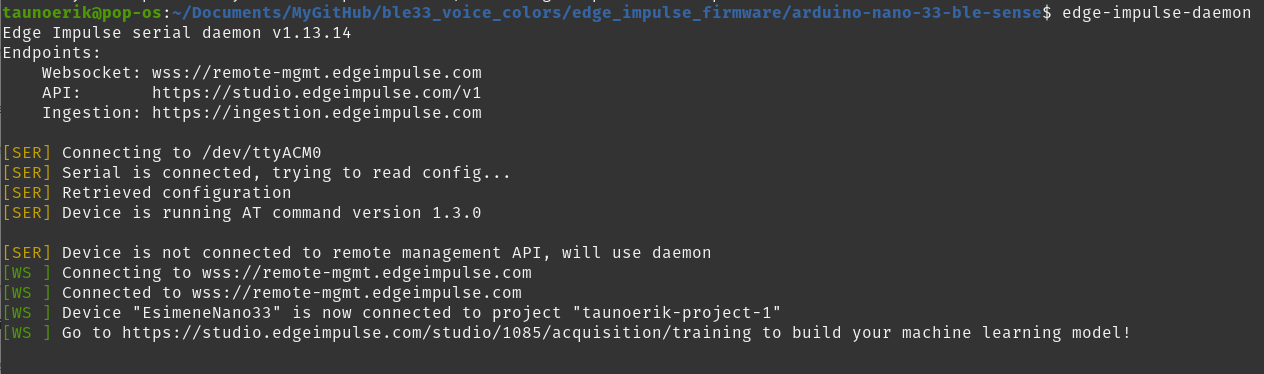 taunoerik@pop-os:~/Documents/MyGitHub/ble33_voice_colors/edge_impulse_firmware/arduino-nano-33-ble-sense$ edge-impulse-daemon
Edge Impulse serial daemon v1.13.14
Endpoints:
    Websocket: wss://remote-mgmt.edgeimpulse.com
    API:       https://studio.edgeimpulse.com/v1
    Ingestion: https://ingestion.edgeimpulse.com

[SER] Connecting to /dev/ttyACM0
[SER] Serial is connected, trying to read config...
[SER] Retrieved configuration
[SER] Device is running AT command version 1.3.0

[SER] Device is not connected to remote management API, will use daemon
[WS ] Connecting to wss://remote-mgmt.edgeimpulse.com
[WS ] Connected to wss://remote-mgmt.edgeimpulse.com
[WS ] Device "EsimeneNano33" is now connected to project "taunoerik-project-1"
[WS ] Go to https://studio.edgeimpulse.com/studio/1085/acquisition/training to build your machine learning model!